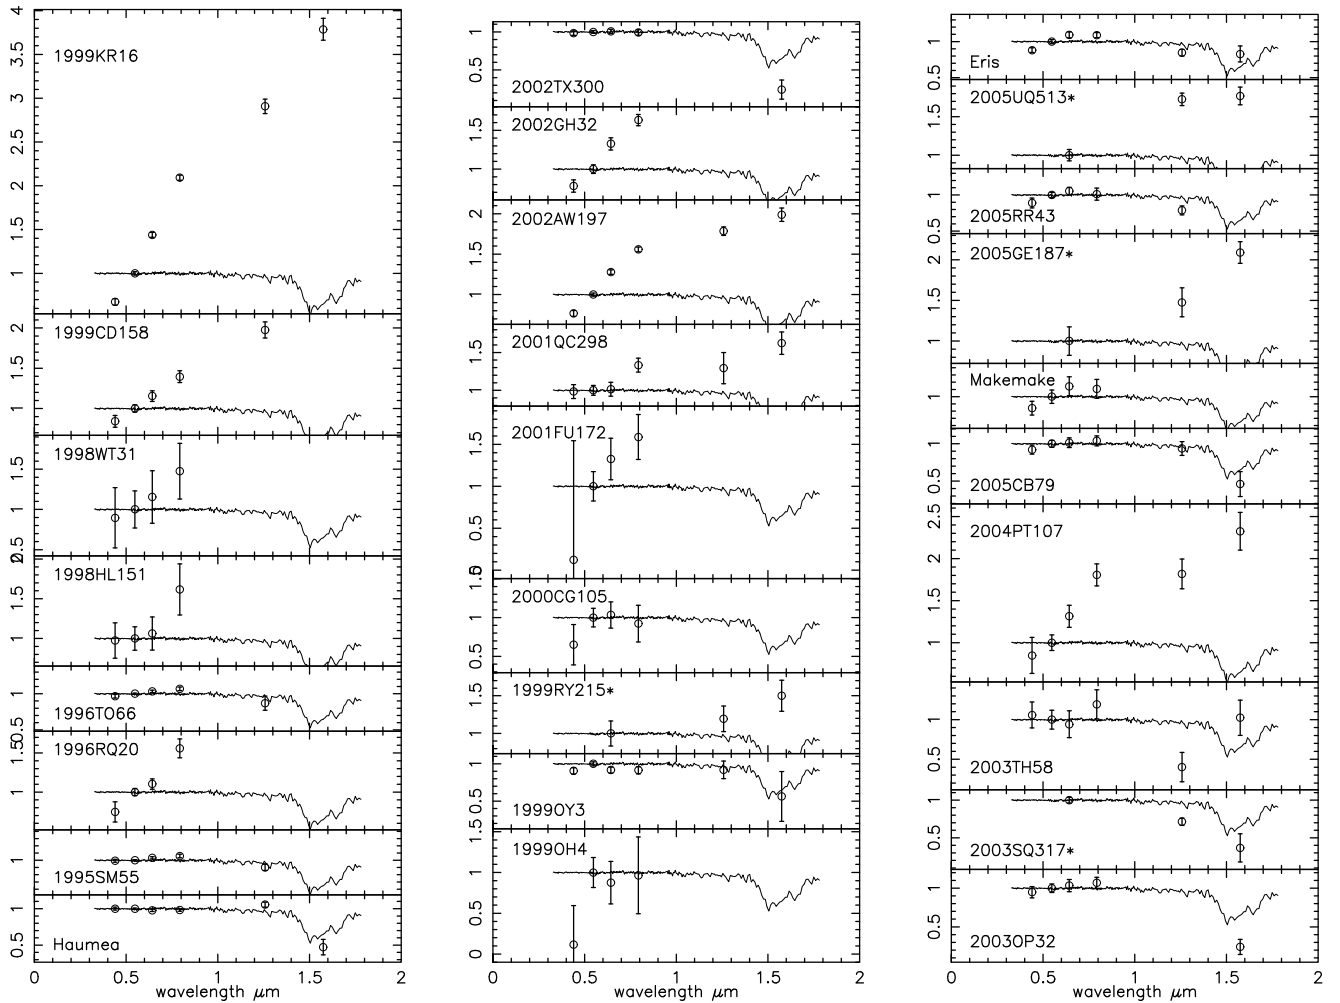 4
1999KR16
3.5
3
2.5
2
1.5
1
1999CD158
2
1.5
1
1998WT31
1.5
1
0.5
2
1998HL151
1.5
1
1996TO66
1
0.5
1996RQ20
1.5
1
1995SM55
1
Haumea
1
0.5
0 0.5 1 1.5 2
wavelength μm
2002TX300
1
2002GH32
1.5
1
2002AW197
2
1.5
1
2001QC298
1.5
1
2001FU172
1.5
1
0.5
0
2000CG105
1.5
1
0.5
1999RY215*
1.5
1
1999OY3
1
0.5
1999OH4
1.5
1
0.5
0
0 0.5 1 1.5 2
wavelength μm
Eris
1
0.5
2005UQ513*
1.5
1
2005RR43
1
0.5
2005GE187*
2
1.5
1
Makemake
1
2005CB79
1
0.5
2004PT107
2.5
2
1.5
1
2003TH58
1
0.5
2003SQ317*
1
0.5
2003OP32
1
0.5
0 0.5 1 1.5 2
wavelength μm